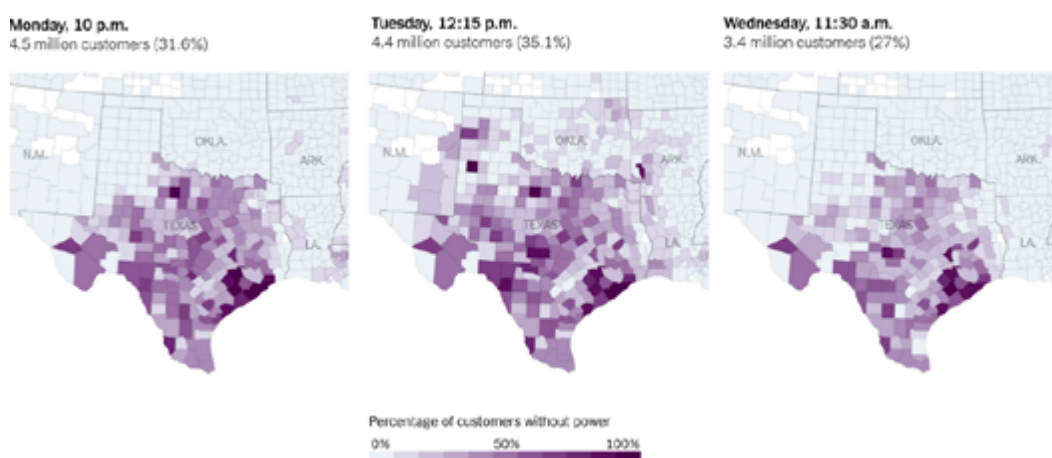 Monday, 10 p.m.
4.5 million customers (31.6%)
Tuesday, 12:15 p.m.
4.4 million customers (35.1%)
Wednesday, 11:30 a.m.
3.4 million customers (27%)
N.M.
OKLA.
ARK.
TEXAS
LA.
N.M.
OKLA.
ARK.
TEXAS
LA.
N.M.
OKLA.
ARK.
TEXAS
LA.
Percentage of customers without power
0% 50% 100%